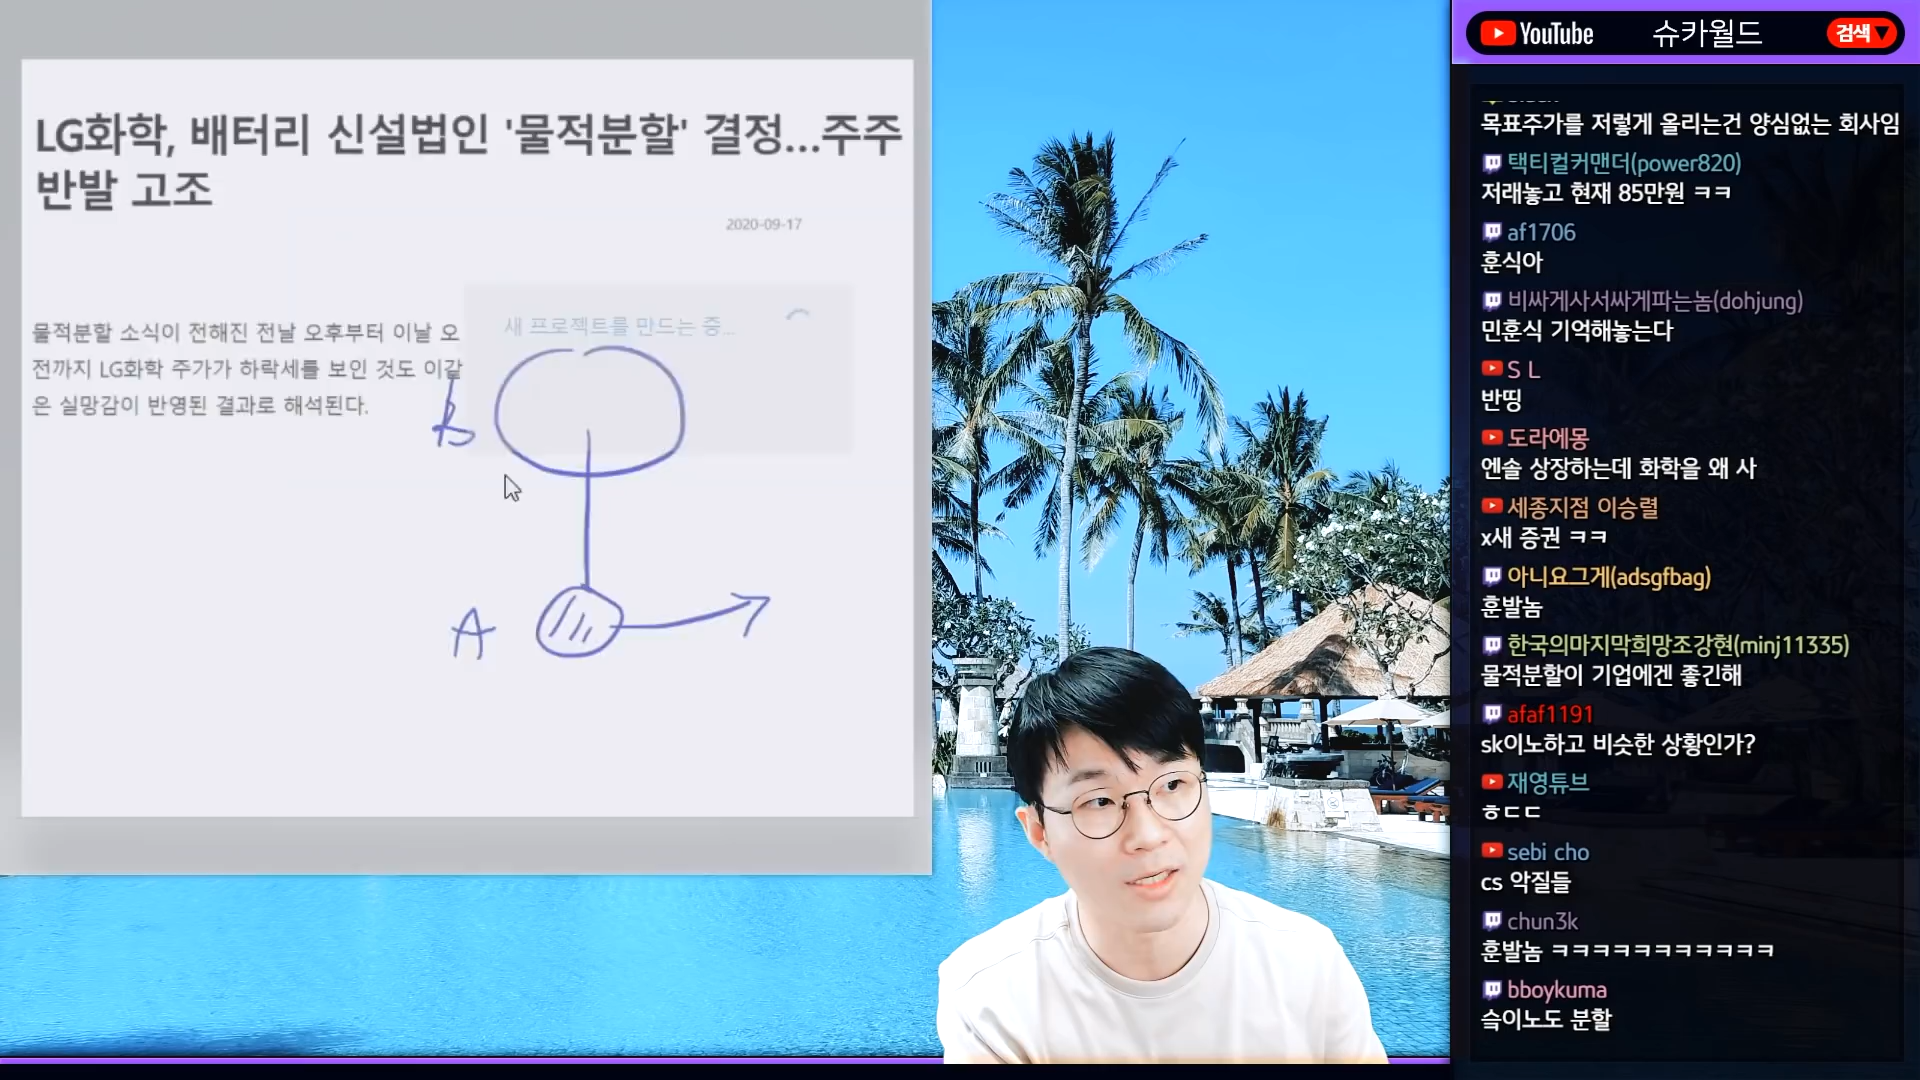 LG화학, 배터리 신설법인 '물적분할' 결정...주주
반발 고조
2020-09-17
물적분할 소식이 전해진 전날 오후부터 이날 오
전까지 LG화학 주가가 하락세를 보인 것도 이같
은 실망감이 반영된 결과로 해석된다.
새 프로젝트를 만드는 중...
B
A
YouTube 슈카월드 검색▼
목표주가를 저렇게 올리는건 양심없는 회사임
택티컬커맨더(power820)
저래놓고 현재 85만원 ㅋㅋ
af1706
훈식아
비싸게사서싸게파는놈(dohjung)
민훈식 기억해놓는다
S L
반띵
도라에몽
엔솔 상장하는데 화학을 왜 사
세종지점 이승렬
x새 증권 ㅋㅋ
아니요그게(adsgfbag)
훈발놈
한국의마지막희망조강현(minj11335)
물적분할이 기업에겐 좋긴해
afaf1191
sk이노하고 비슷한 상황인가?
재영튜브
ㅎㄷㄷ
sebi cho
cs 악질들
chun3k
훈발놈 ㅋㅋㅋㅋㅋㅋㅋㅋㅋㅋㅋ
bboykuma
슼이노도 분할